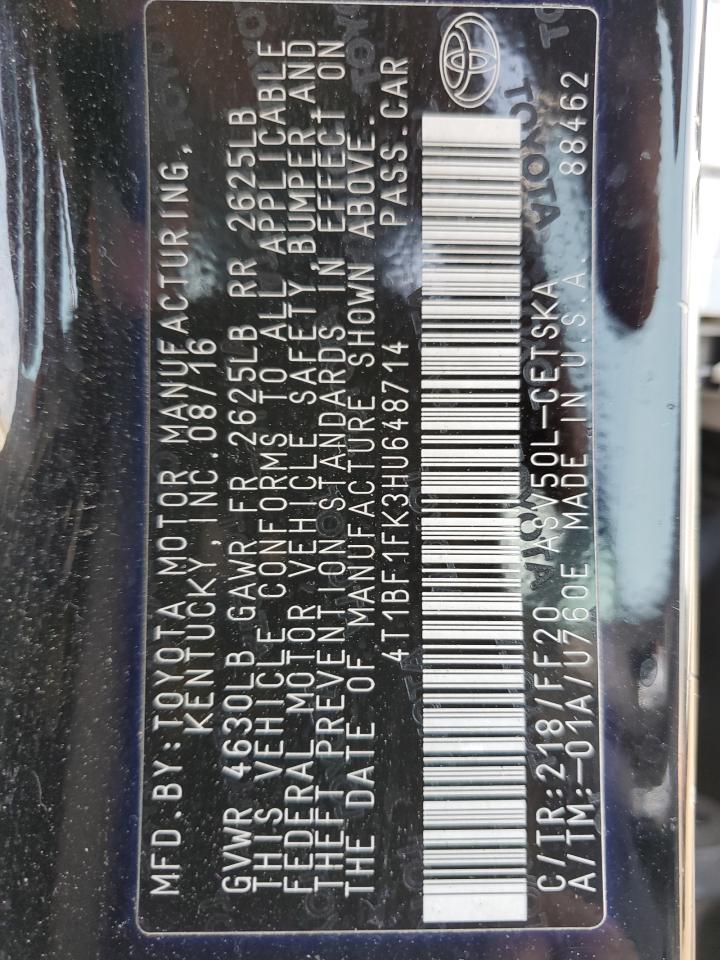 MFD.BY:TOYOTA MOTOR MANUFACTURING,
KENTUCKY,INC.08/16
GVWR 4630LB GAWR FR 2625LB RR 2625LB
THIS VEHICLE CONFORMS TO ALL APPLICABLE
FEDERAL MOTOR VEHICLE SAFETY,BUMPER,AND
THEFT PREVENTION STANDARDS IN EFFECT ON
THE DATE OF MANUFACTURE SHOWN ABOVE.
4T1BF1FK3HU648714 PASS.CAR
C/TR:218/FF20 ASV50L-CETSKA
A/TM:-01A/U760E MADE IN U.S.A. 88462
TOYOTA
TOYOTA